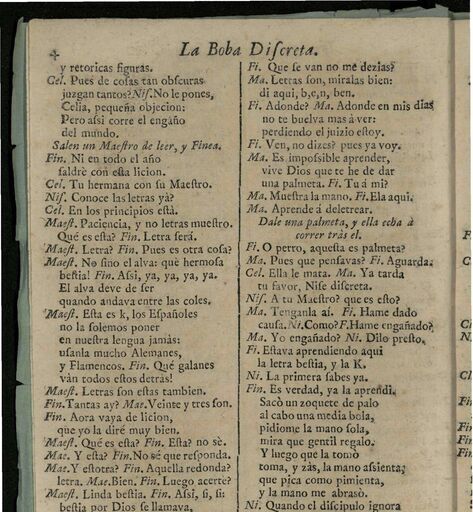 4 La Boba Discreta.
y retoricas figuras.
Cel. Pues de cosas tan obscuras
juzgan tantos? Nis. No le pones,
Celia, pequeña objecion:
Pero assi corre el engaño
del mundo.
Salen un Maestro de leer, y Finea.
Fin. Ni en todo el año
saldrè con esta licion.
Cel. Tu hermana con su Maestro.
Nis. Conoce las letras yà?
Cel. En los principios està.
Maest. Paciencia, y no letras muestro.
Què es esta? Fin. Letra serà.
Maest. Letra? Fin. Pues es otra cosa?
Maest. No sino el alva: què hermosa
bestia! Fin. Assi, ya, ya, ya, ya.
El alva deve de ser
quando andava entre las coles.
Maest. Esta es k, los Españoles
no la solemos poner
en nuestra lengua jamàs:
usanla mucho Alemanes,
y Flamencos. Fin. Què galanes
vàn todos estos detràs!
Maest. Letras son estas tambien.
Fin. Tantas ay? Mae. Veinte y tres son.
Fin. Aora vaya de licion,
que yo la diré muy bien.
Maest. Què es esta? Fin. Esta? no sè.
Mae. Y esta? Fin. No sé que responda.
Mae. Y estotra? Fin. Aquella redonda?
letra. Mae. Bien. Fin. Luego acerte?
Maest. Linda bestia. Fin. Assi, si, si:
bestia por Dios se llamava,
Fi. Que se van no me dezias?
Ma. Letras son, miralas bien:
di aqui, b,e,n, ben.
Fi. Adonde? Ma. Adonde en mis dias
no te buelva mas à ver:
perdiendo el juizio estoy.
Fi. Ven, no dizes? pues ya voy.
Ma. Es impossible aprender,
vive Dios que te he de dar
una palmeta. Fi. Tu à mi?
Ma. Muestra la mano. Fi. Ela aqui.
Ma. Aprende à deletrear.
Dale una palmeta, y ella echa à
correr tràs èl.
Fi. O perro, aquesta es palmeta?
Ma. Pues que pensavas? Fi. Aguarda.
Cel. Ella le mata. Ma. Ya tarda
tu favor, Nise discreta.
Nis. A tu Maestro? que es esto?
Ma. Tenganla aì. Fi. Hame dado
causa. Ni. Como? F. Hame engañado?
Ma. Yo engañado? Ni. Dilo presto.
Fi. Estava aprendiendo aqui
la letra bestia, y la K.
Ni. La primera sabes ya.
Fin. Es verdad, ya la aprendi.
Sacò un zoquete de palo
al cabo una media bola,
pidiome la mano sola,
mira que gentil regalo.
Y luego que la tomò
toma, y zàs, la mano assienta;
que pica como pimienta,
y la mano me abrasò.
Ni. Quando el discipulo ignora